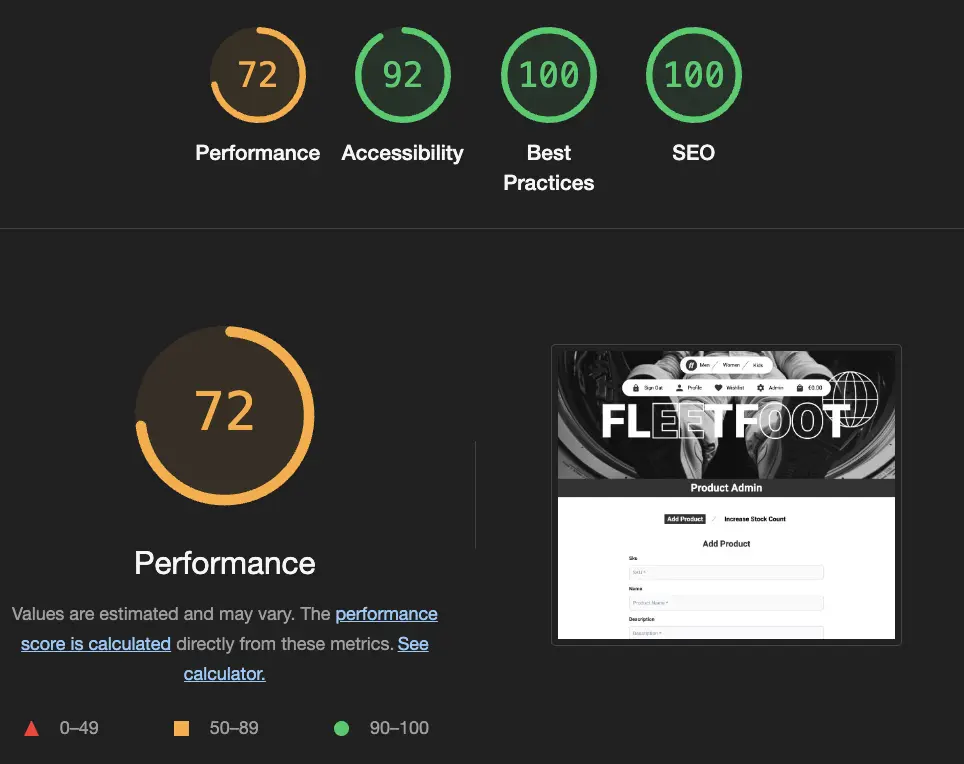 72
92
100
100
Performance
Accessibility
Best
Practices
SEO
72
Performance
Values are estimated and may vary. The performance
score is calculated directly from these metrics. See
calculator.
0–49
50–89
90–100
Men / Women / Kids
Sign Out Profile Wishlist Admin €0.00
FLEETFOOT
Product Admin
Add Product / Increase Stock Count
Add Product
Sku
SKU *
Name
Product Name *
Description
Description *